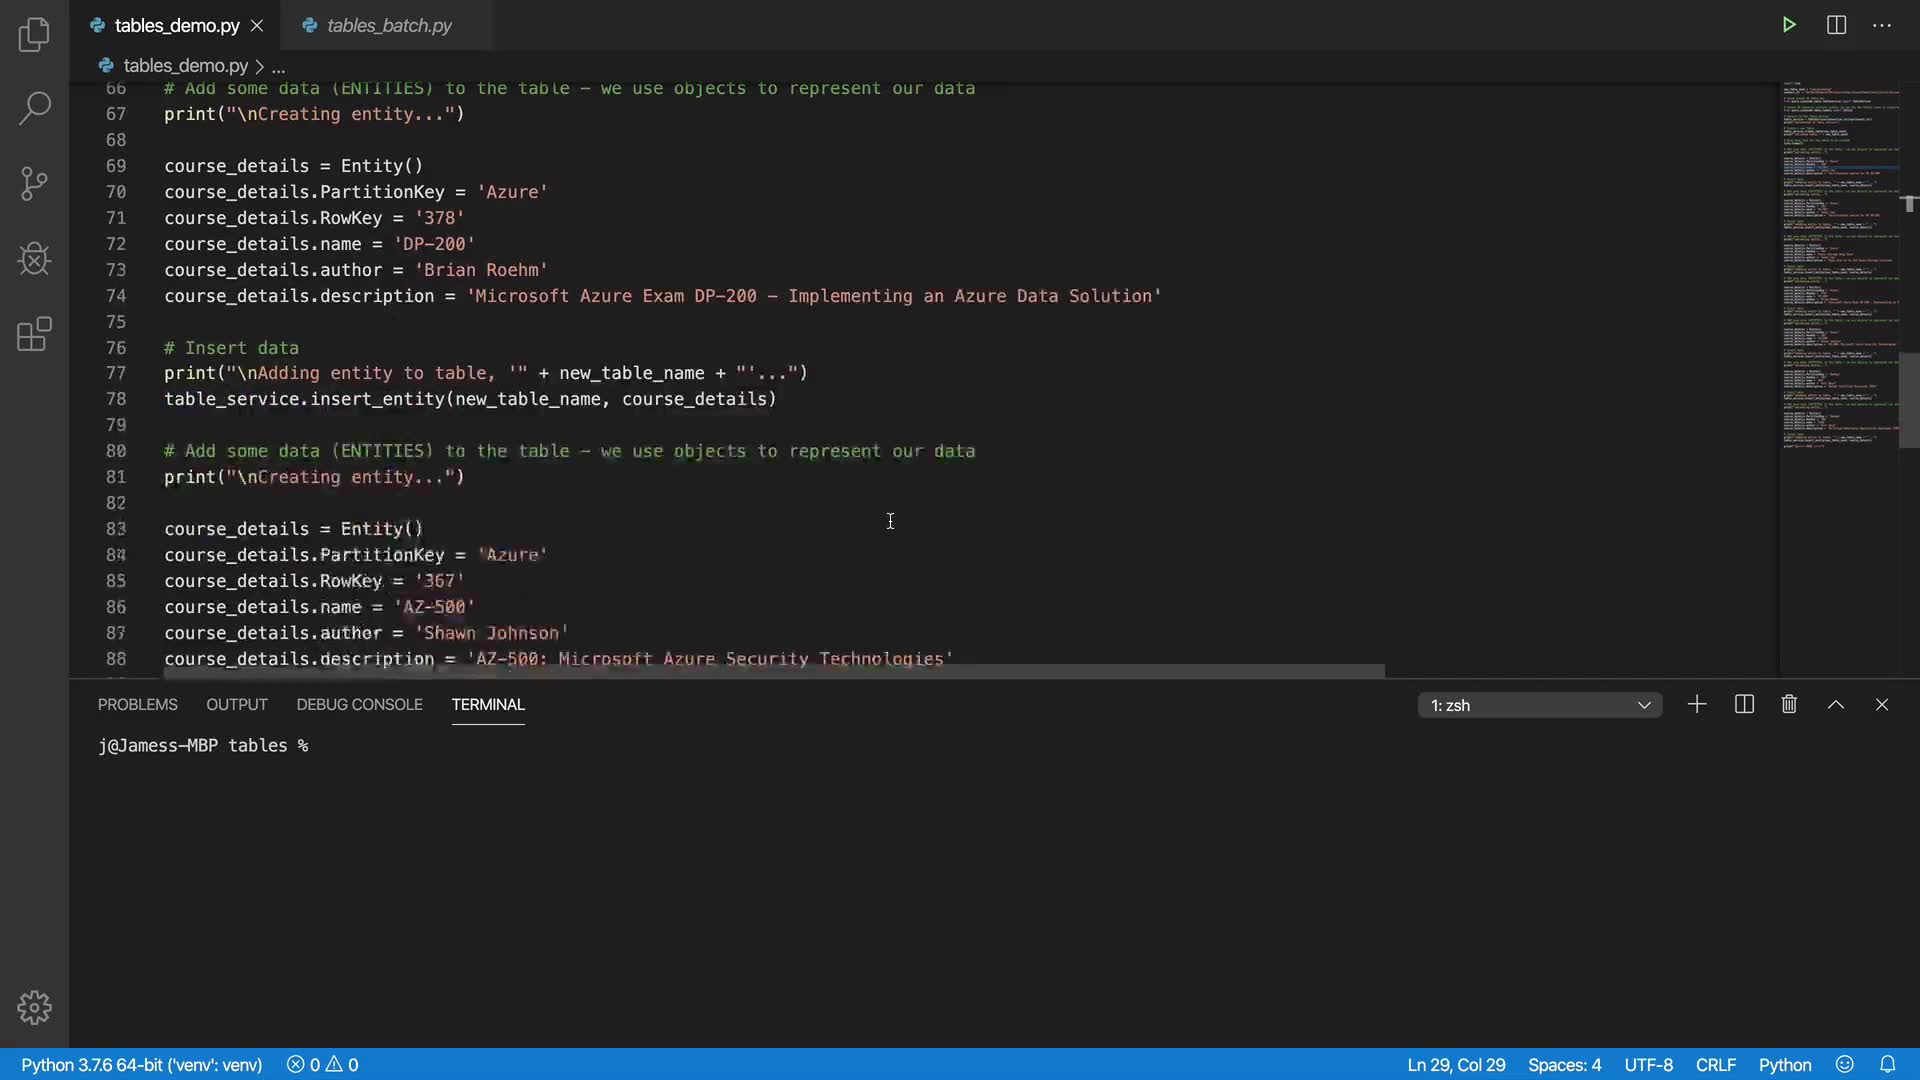 tables_demo.py
tables_batch.py
tables_demo.py > ...
66 # Add some data (ENTITIES) to the table - we use objects to represent our data
67 print("\nCreating entity...")
68
69 course_details = Entity()
70 course_details.PartitionKey = 'Azure'
71 course_details.RowKey = '378'
72 course_details.name = 'DP-200'
73 course_details.author = 'Brian Roehm'
74 course_details.description = 'Microsoft Azure Exam DP-200 - Implementing an Azure Data Solution'
75
76 # Insert data
77 print("\nAdding entity to table, '" + new_table_name + "'...")
78 table_service.insert_entity(new_table_name, course_details)
79
80 # Add some data (ENTITIES) to the table - we use objects to represent our data
81 print("\nCreating entity...")
82
83 course_details = Entity()
84 course_details.PartitionKey = 'Azure'
85 course_details.RowKey = '367'
86 course_details.name = 'AZ-500'
87 course_details.author = 'Shawn Johnson'
88 course_details.description = 'AZ-500: Microsoft Azure Security Technologies'
PROBLEMS OUTPUT DEBUG CONSOLE TERMINAL 1: zsh
j@Jamess-MBP tables %
Python 3.7.6 64-bit ('venv': venv) 0 0 Ln 29, Col 29 Spaces: 4 UTF-8 CRLF Python